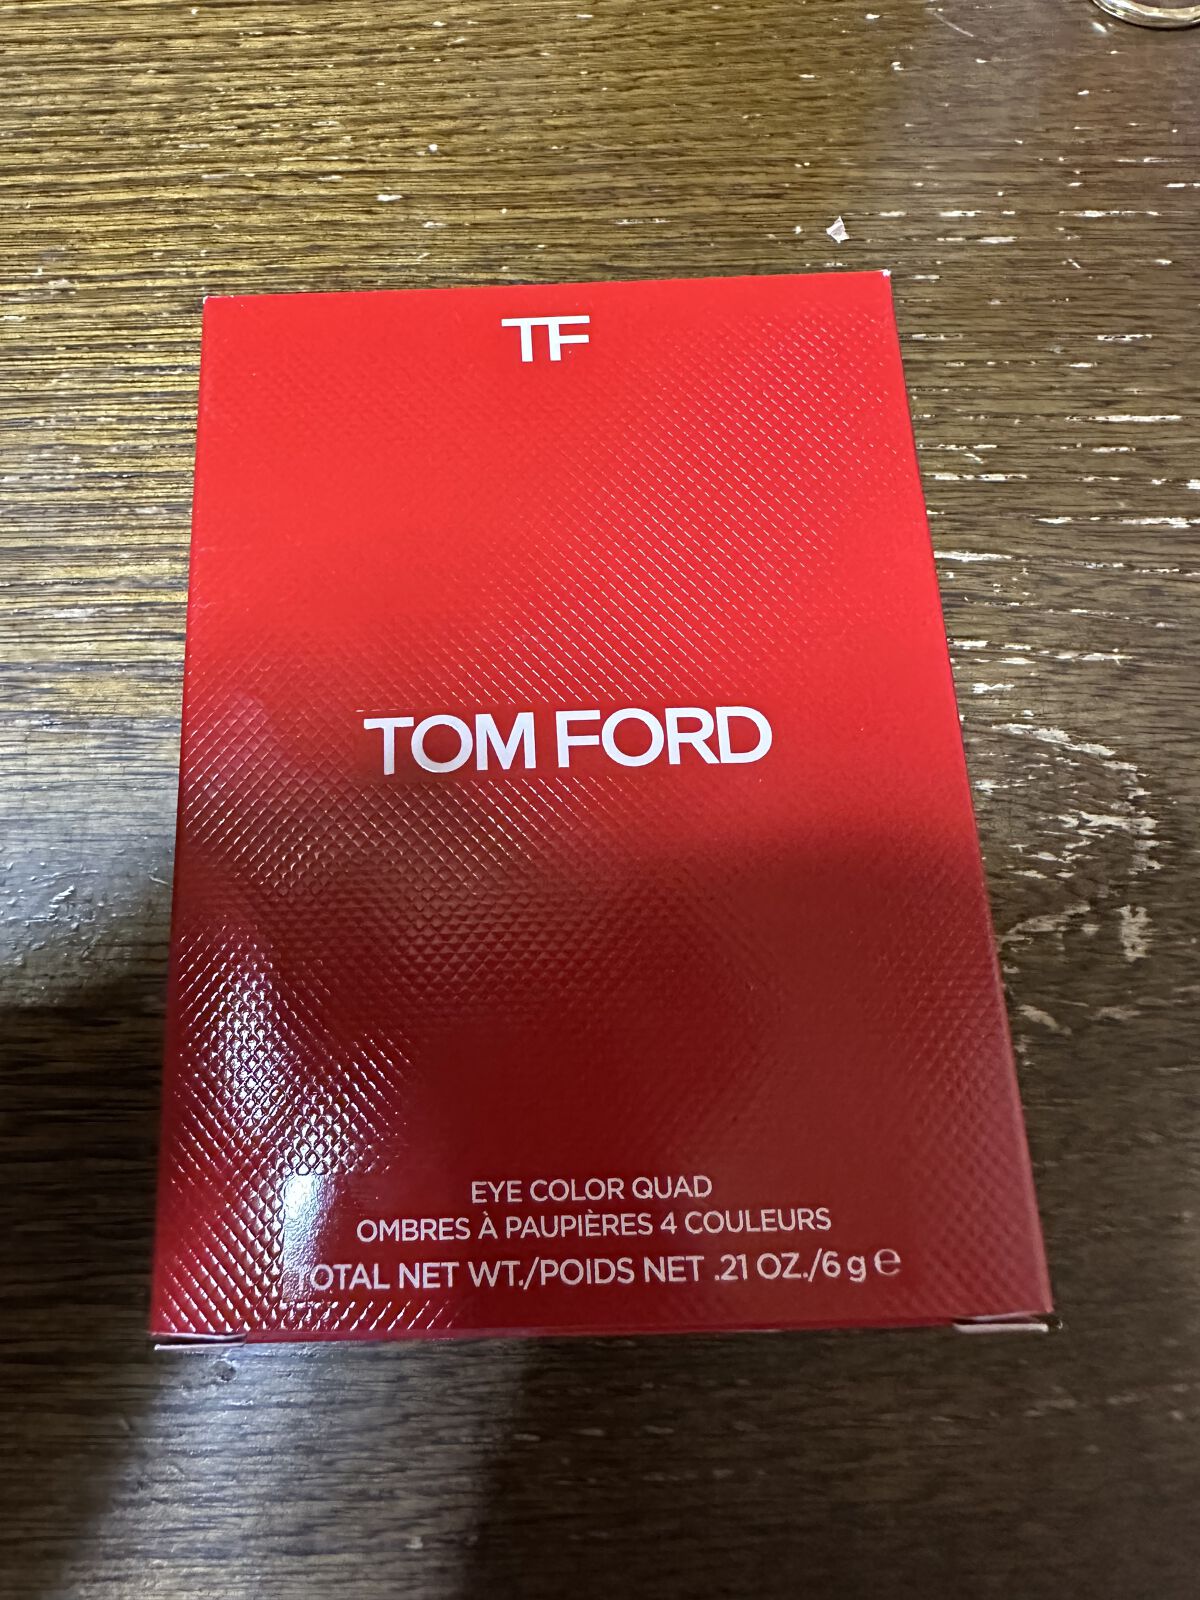 TF
TOM FORD
EYE COLOR QUAD
OMBRES À PAUPIÈRES 4 COULEURS
TOTAL NET WT./POIDS NET .21 OZ./6 g ℮